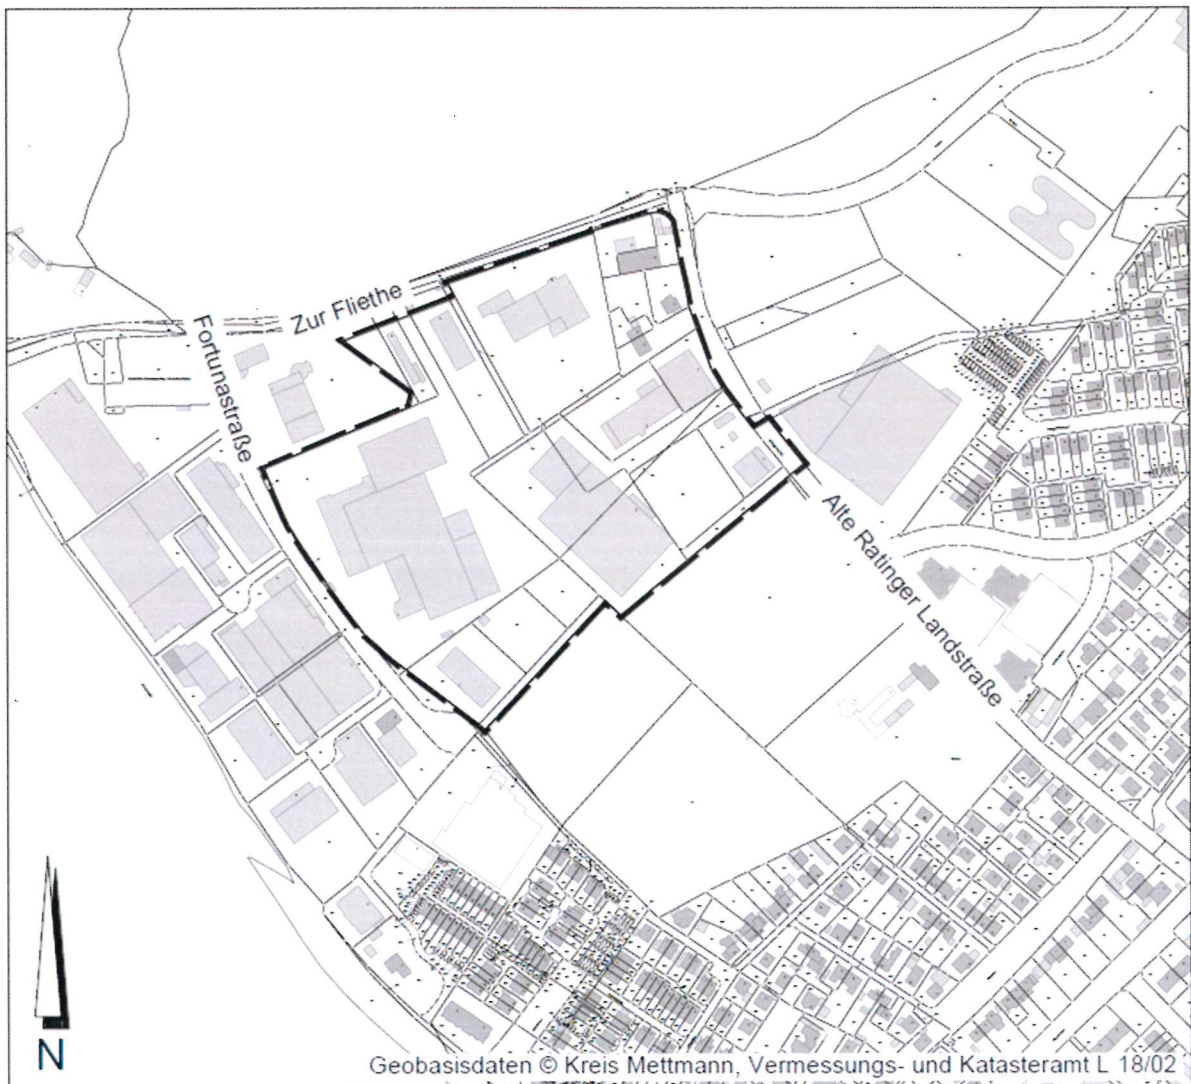 Zur Fliethe
Fortunastraße
Alte Ratinger Landstraße
N
Geobasisdaten © Kreis Mettmann, Vermessungs- und Katasteramt L 18/02